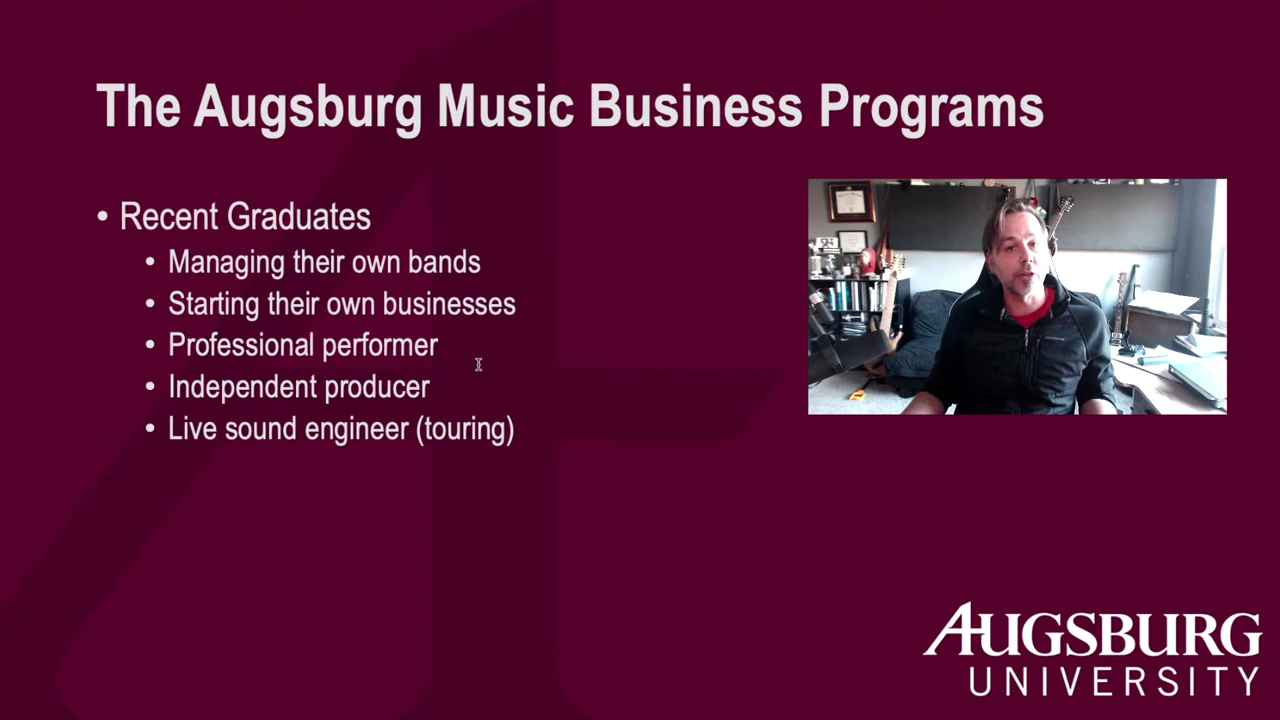 The Augsburg Music Business Programs
• Recent Graduates
• Managing their own bands
• Starting their own businesses
• Professional performer
• Independent producer
• Live sound engineer (touring)
AUGSBURG
UNIVERSITY